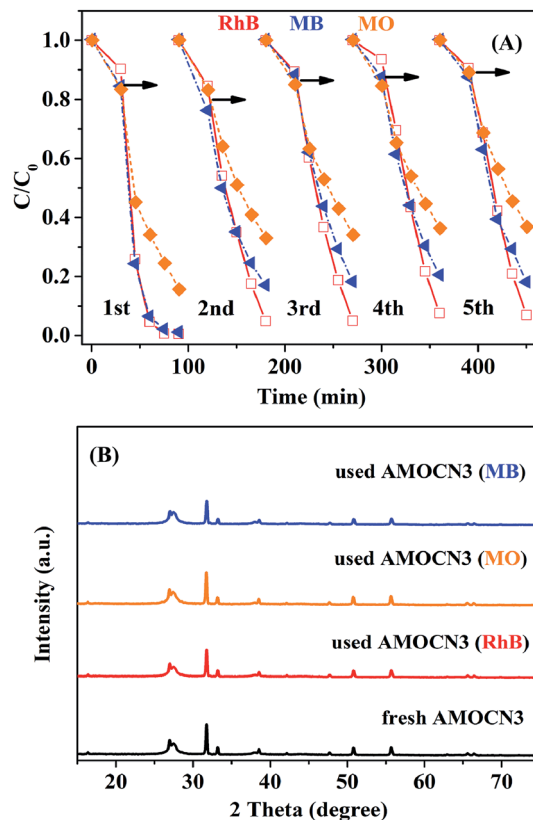 RhB MB MO
(A)
1.0
0.8
0.6
0.4
0.2
0.0
C/C0
1st 2nd 3rd 4th 5th
0 100 200 300 400
Time (min)
(B)
used AMOCN3 (MB)
used AMOCN3 (MO)
used AMOCN3 (RhB)
fresh AMOCN3
Intensity (a.u.)
20 30 40 50 60 70
2 Theta (degree)